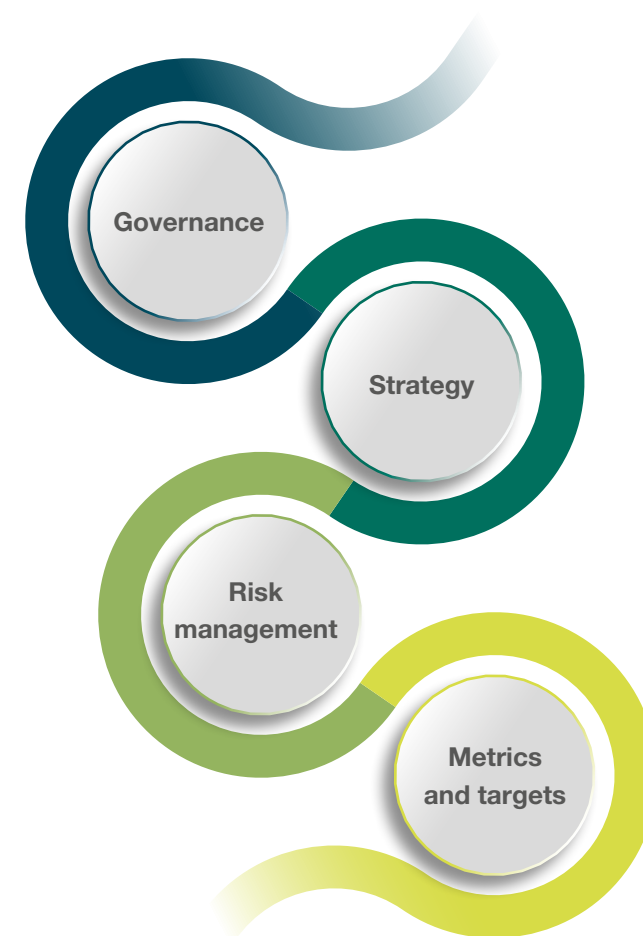 Governance
Strategy
Risk
management
Metrics
and targets